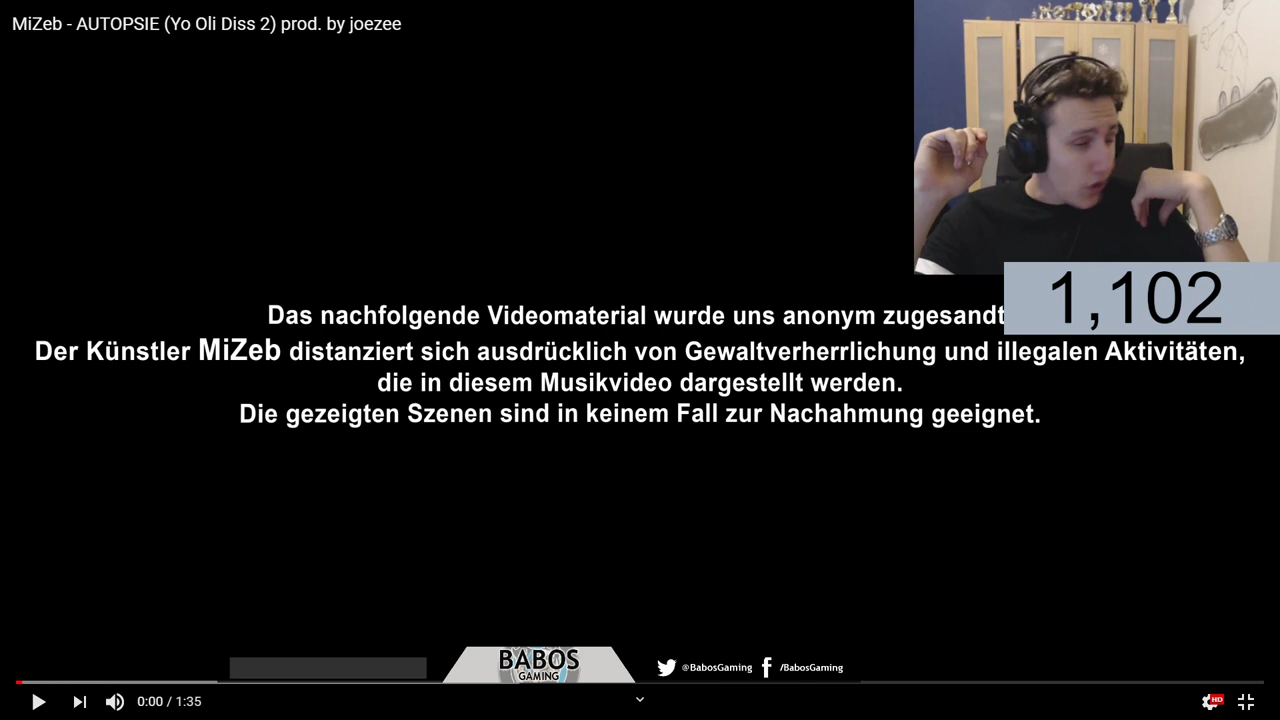 MiZeb - AUTOPSIE (Yo Oli Diss 2) prod. by joezee
1,102
Das nachfolgende Videomaterial wurde uns anonym zugesandt
Der Künstler MiZeb distanziert sich ausdrücklich von Gewaltverherrlichung und illegalen Aktivitäten,
die in diesem Musikvideo dargestellt werden.
Die gezeigten Szenen sind in keinem Fall zur Nachahmung geeignet.
BABOS
GAMING
@BabosGaming /BabosGaming
0:00 / 1:35
HD